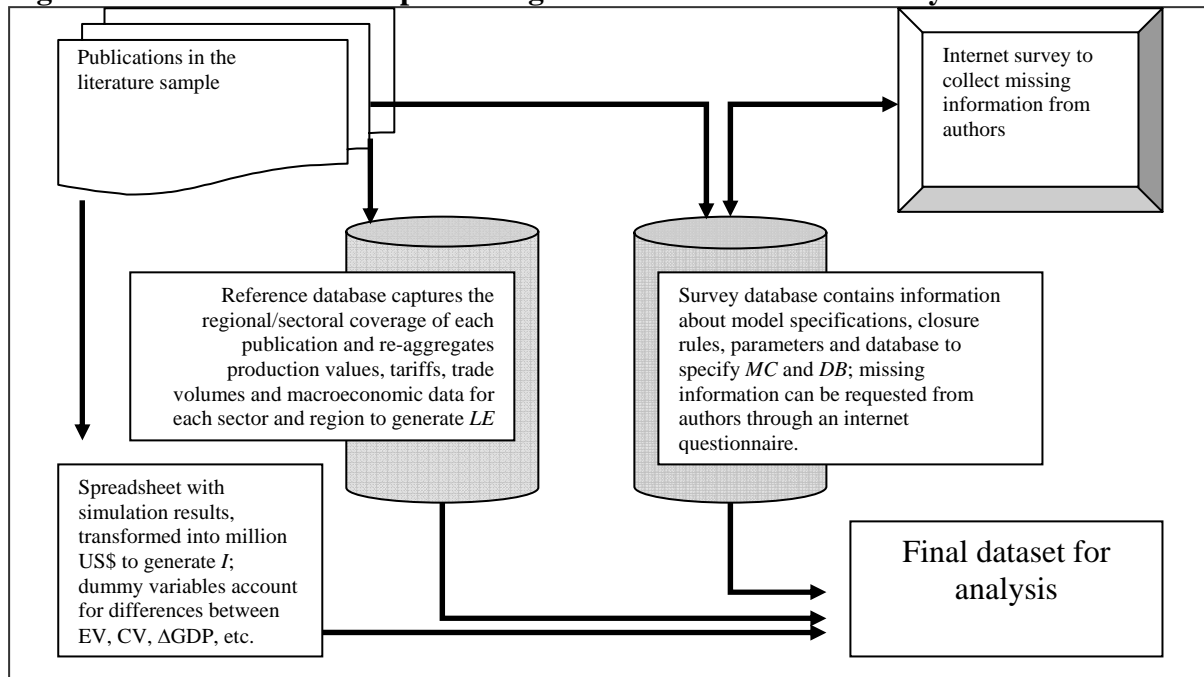 Publications in the
literature sample
Internet survey to
collect missing
information from
authors
Reference database captures the
regional/sectoral coverage of each
publication and re-aggregates
production values, tariffs, trade
volumes and macroeconomic data for
each sector and region to generate LE
Survey database contains information
about model specifications, closure
rules, parameters and database to
specify MC and DB; missing
information can be requested from
authors through an internet
questionnaire.
Spreadsheet with
simulation results,
transformed into million
US$ to generate I;
dummy variables account
for differences between
EV, CV, ΔGDP, etc.
Final dataset for
analysis